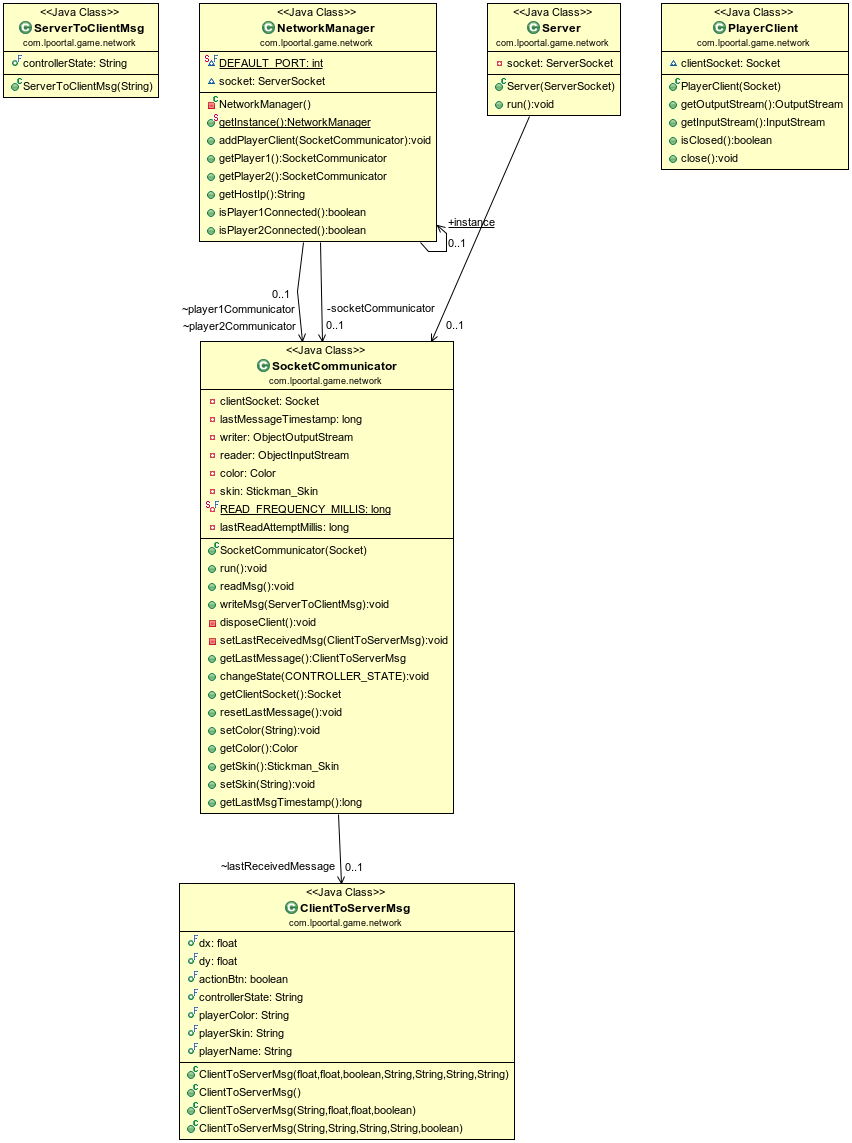 <<Java Class>>
ServerToClientMsg
com.lpoortal.game.network
controllerState: String
ServerToClientMsg(String)
<<Java Class>>
NetworkManager
com.lpoortal.game.network
DEFAULT_PORT: int
socket: ServerSocket
NetworkManager()
getInstance():NetworkManager
addPlayerClient(SocketCommunicator):void
getPlayer1():SocketCommunicator
getPlayer2():SocketCommunicator
getHostIp():String
isPlayer1Connected():boolean
isPlayer2Connected():boolean
<<Java Class>>
Server
com.lpoortal.game.network
socket: ServerSocket
Server(ServerSocket)
run():void
<<Java Class>>
PlayerClient
com.lpoortal.game.network
clientSocket: Socket
PlayerClient(Socket)
getOutputStream():OutputStream
getInputStream():InputStream
isClosed():boolean
close():void
+instance
0..1
0..1
~player1Communicator
~player2Communicator
-socketCommunicator
0..1
0..1
<<Java Class>>
SocketCommunicator
com.lpoortal.game.network
clientSocket: Socket
lastMessageTimestamp: long
writer: ObjectOutputStream
reader: ObjectInputStream
color: Color
skin: Stickman_Skin
READ_FREQUENCY_MILLIS: long
lastReadAttemptMillis: long
SocketCommunicator(Socket)
run():void
readMsg():void
writeMsg(ServerToClientMsg):void
disposeClient():void
setLastReceivedMsg(ClientToServerMsg):void
getLastMessage():ClientToServerMsg
changeState(CONTROLLER_STATE):void
getClientSocket():Socket
resetLastMessage():void
setColor(String):void
getColor():Color
getSkin():Stickman_Skin
setSkin(String):void
getLastMsgTimestamp():long
~lastReceivedMessage
0..1
<<Java Class>>
ClientToServerMsg
com.lpoortal.game.network
dx: float
dy: float
actionBtn: boolean
controllerState: String
playerColor: String
playerSkin: String
playerName: String
ClientToServerMsg(float,float,boolean,String,String,String,String)
ClientToServerMsg()
ClientToServerMsg(String,float,float,boolean)
ClientToServerMsg(String,String,String,String,boolean)